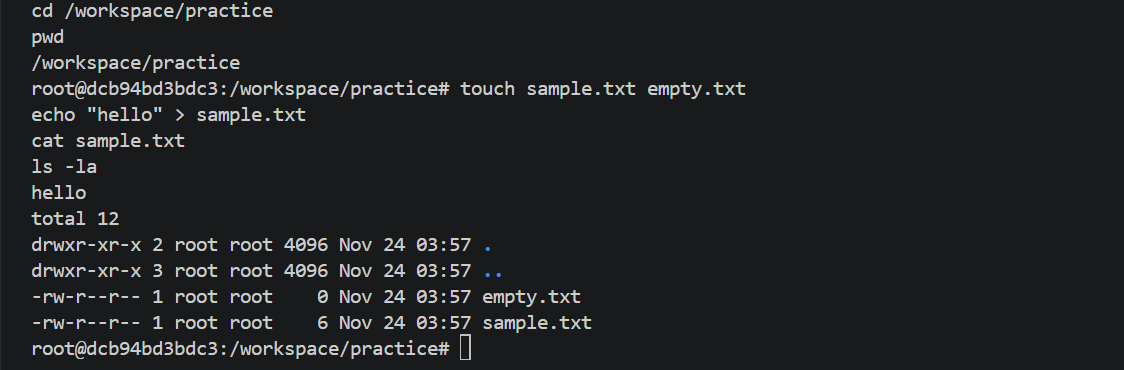 cd /workspace/practice
pwd
/workspace/practice
root@dcb94bd3bdc3:/workspace/practice# touch sample.txt empty.txt
echo "hello" > sample.txt
cat sample.txt
ls -la
hello
total 12
drwxr-xr-x 2 root root 4096 Nov 24 03:57 .
drwxr-xr-x 3 root root 4096 Nov 24 03:57 ..
-rw-r--r-- 1 root root    0 Nov 24 03:57 empty.txt
-rw-r--r-- 1 root root    6 Nov 24 03:57 sample.txt
root@dcb94bd3bdc3:/workspace/practice#